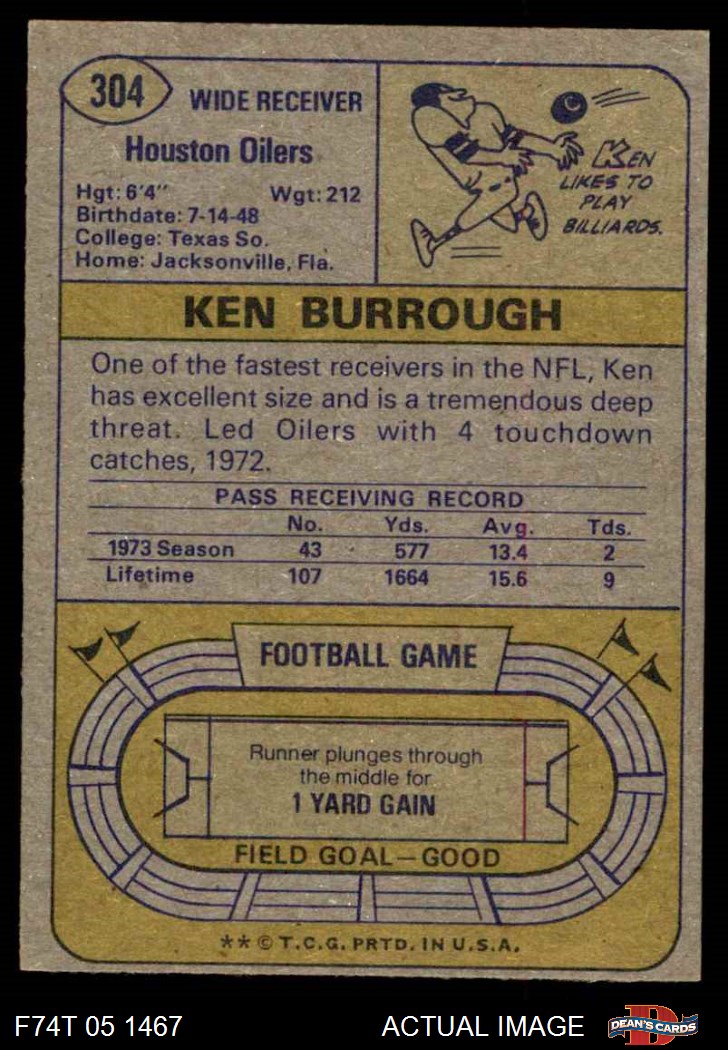 304
WIDE RECEIVER
Houston Oilers
Hgt: 6'4" Wgt: 212
Birthdate: 7-14-48
College: Texas So.
Home: Jacksonville, Fla.
KEN
LIKES TO
PLAY
BILLIARDS.
KEN BURROUGH
One of the fastest receivers in the NFL, Ken
has excellent size and is a tremendous deep
threat. Led Oilers with 4 touchdown
catches, 1972.
PASS RECEIVING RECORD
No. Yds. Avg. Tds.
1973 Season 43 577 13.4 2
Lifetime 107 1664 15.6 9
FOOTBALL GAME
Runner plunges through
the middle for
1 YARD GAIN
FIELD GOAL—GOOD
** © T.C.G. PRTD. IN U.S.A.
F74T 05 1467 ACTUAL IMAGE
D
DEAN'S CARDS